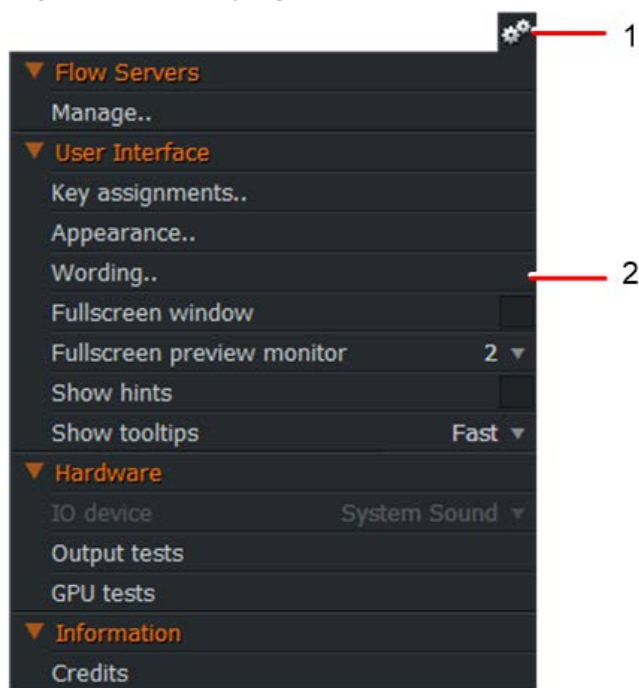 1
Flow Servers
Manage..
User Interface
Key assignments..
Appearance..
Wording..
2
Fullscreen window
Fullscreen preview monitor 2
Show hints
Show tooltips Fast
Hardware
IO device System Sound
Output tests
GPU tests
Information
Credits